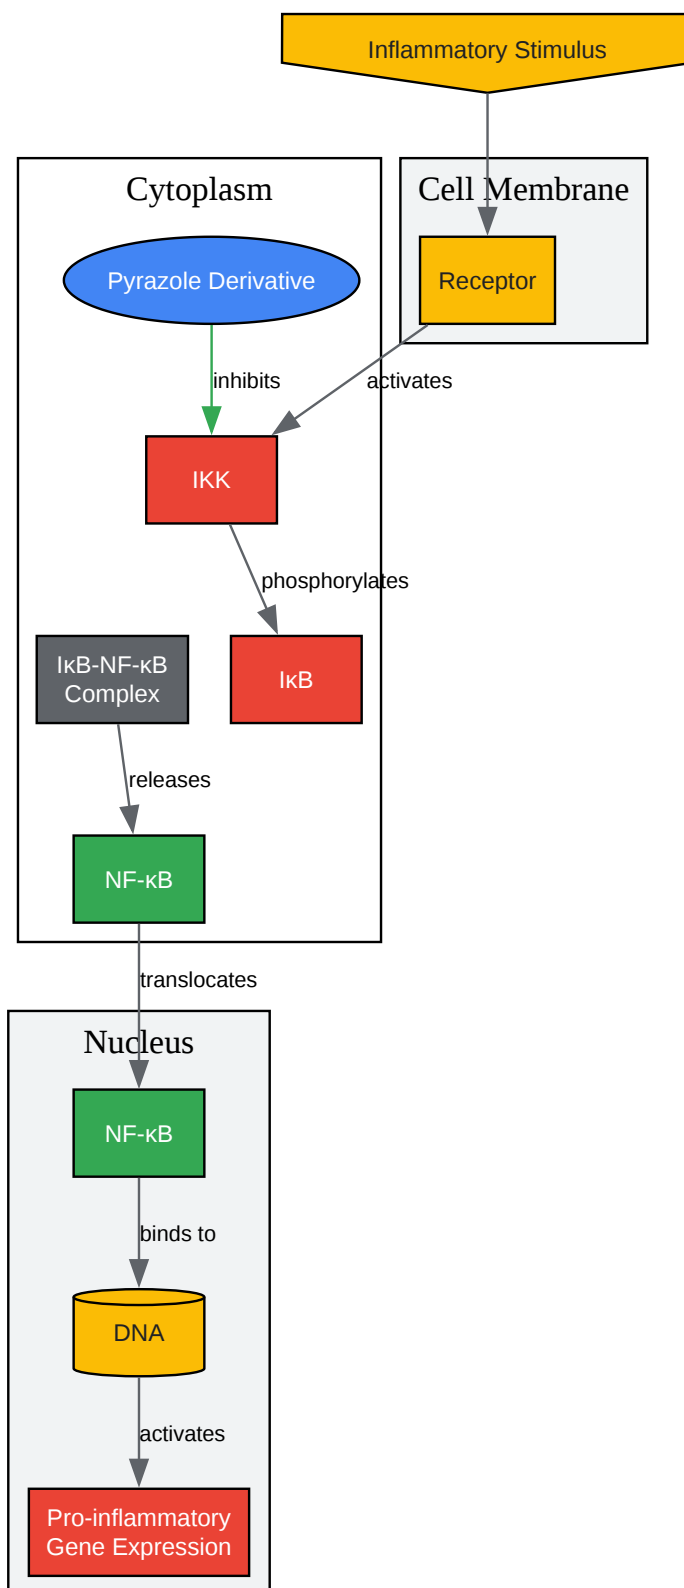 Inflammatory Stimulus
Cytoplasm
Cell Membrane
Pyrazole Derivative
Receptor
inhibits
activates
IKK
phosphorylates
IκB-NF-κB
Complex
IκB
releases
NF-κB
translocates
Nucleus
NF-κB
binds to
DNA
activates
Pro-inflammatory
Gene Expression